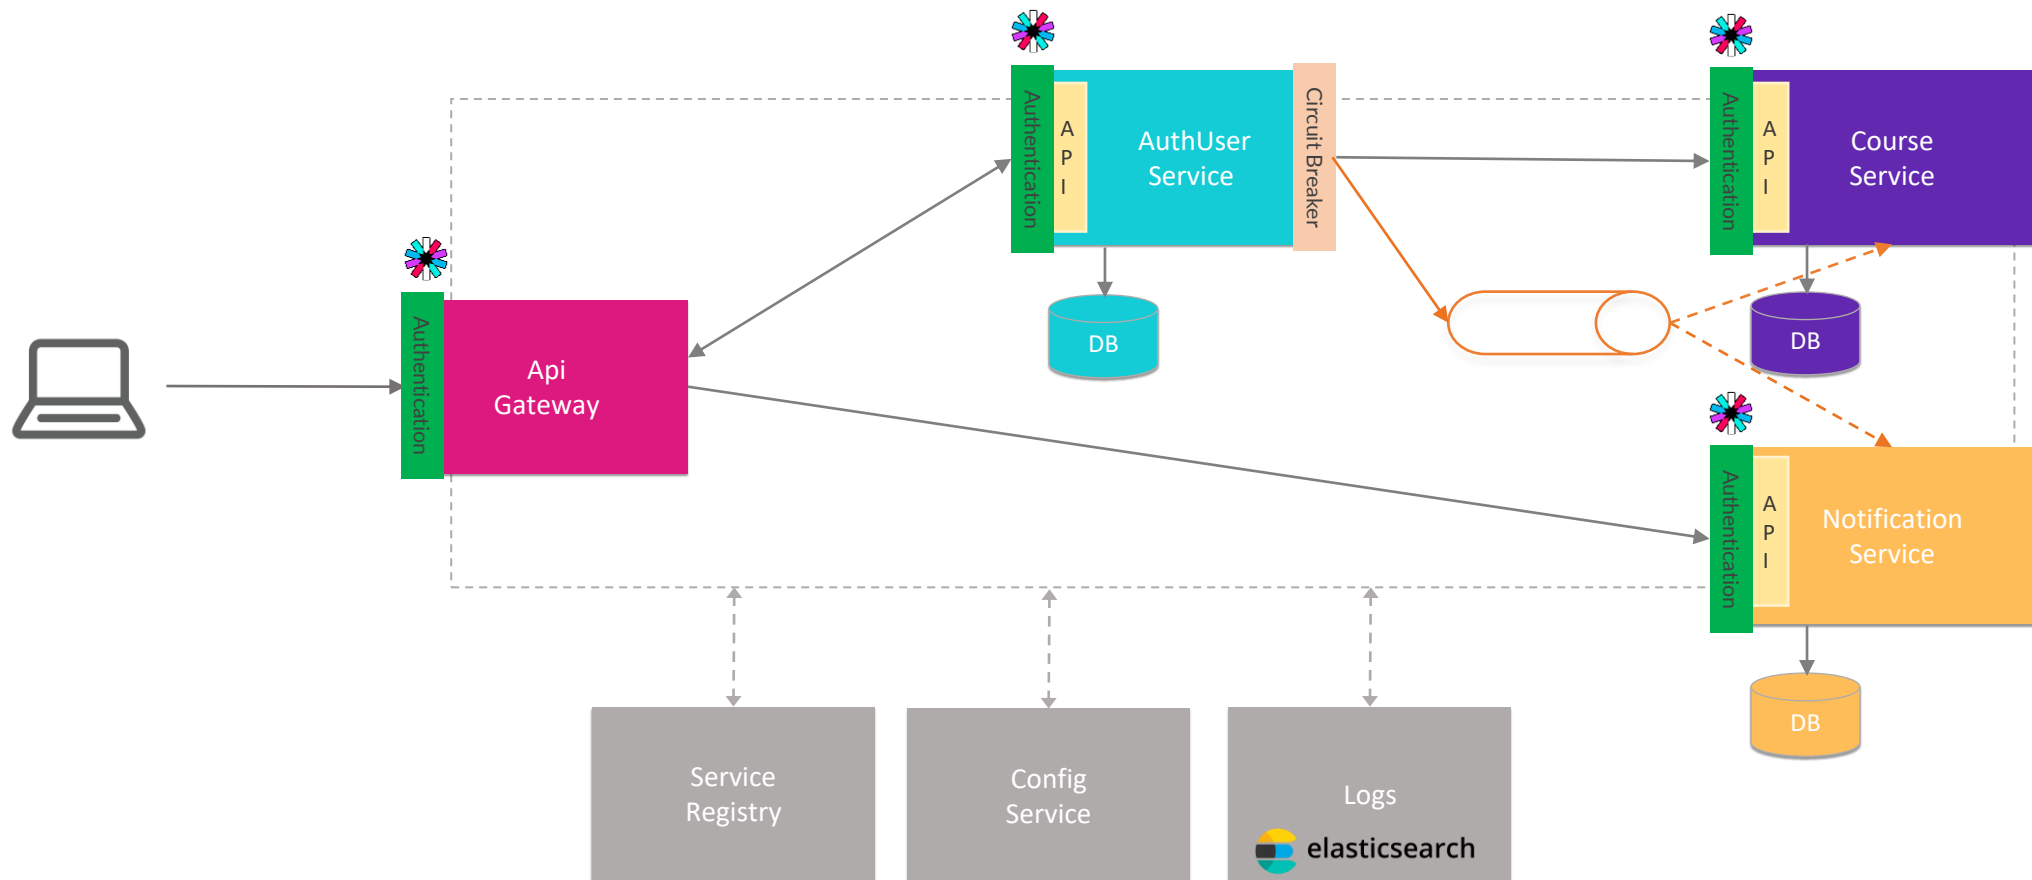 Authentication
A
P
I
AuthUser
Service
Circuit Breaker
DB
Authentication
A
P
I
Course
Service
DB
Authentication
Api
Gateway
Authentication
A
P
I
Notification
Service
DB
Service
Registry
Config
Service
Logs
elasticsearch